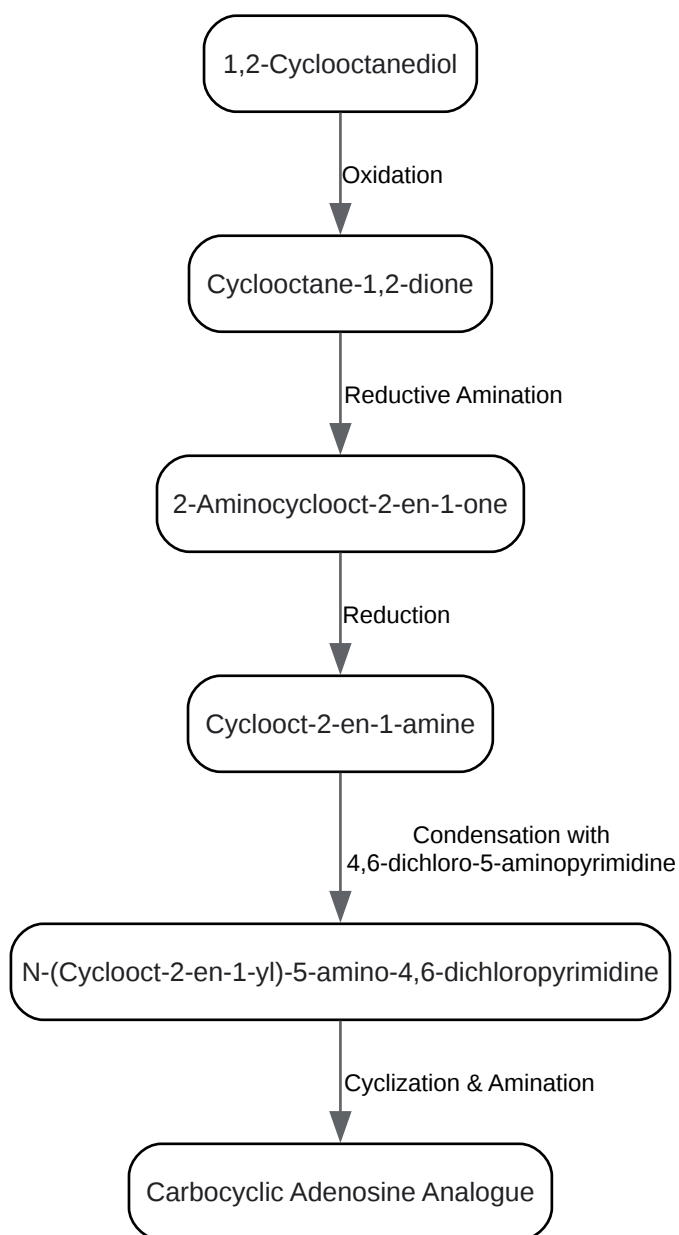 1,2-Cyclooctanediol
Oxidation
Cyclooctane-1,2-dione
Reductive Amination
2-Aminocyclooct-2-en-1-one
Reduction
Cyclooct-2-en-1-amine
Condensation with
4,6-dichloro-5-aminopyrimidine
N-(Cyclooct-2-en-1-yl)-5-amino-4,6-dichloropyrimidine
Cyclization & Amination
Carbocyclic Adenosine Analogue